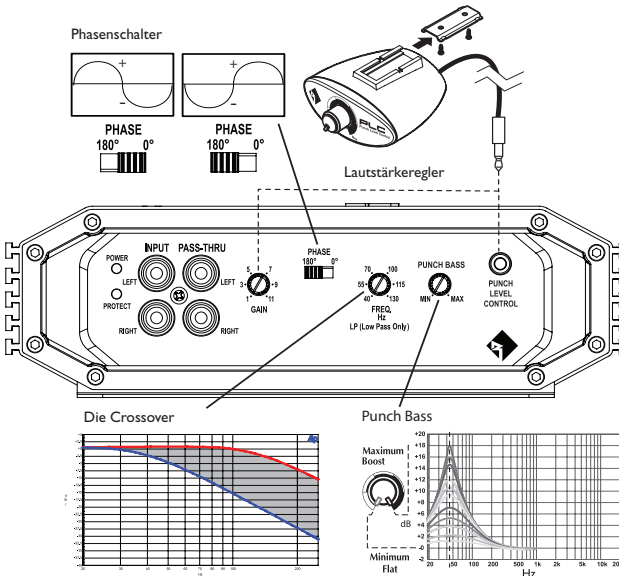 Phasenschalter
+
-
+
-
PHASE
180° 0°
PHASE
180° 0°
PLC
Lautstärkeregler
POWER
PROTECT
INPUT PASS-THRU
LEFT LEFT
RIGHT RIGHT
5 7
3 9
1 11
GAIN
PHASE
180° 0°
70 100
55 115
40 130
FREQ.
Hz
LP (Low Pass Only)
PUNCH BASS
MIN MAX
PUNCH
LEVEL
CONTROL
Die Crossover
Punch Bass
Ap
Hz
Maximum
Boost
dB
Minimum
Flat
+20
+18
+16
+14
+12
+10
+8
+6
+4
+2
0
-2
20 50 100 200 500 1k 2k 5k 10k 20k
Hz